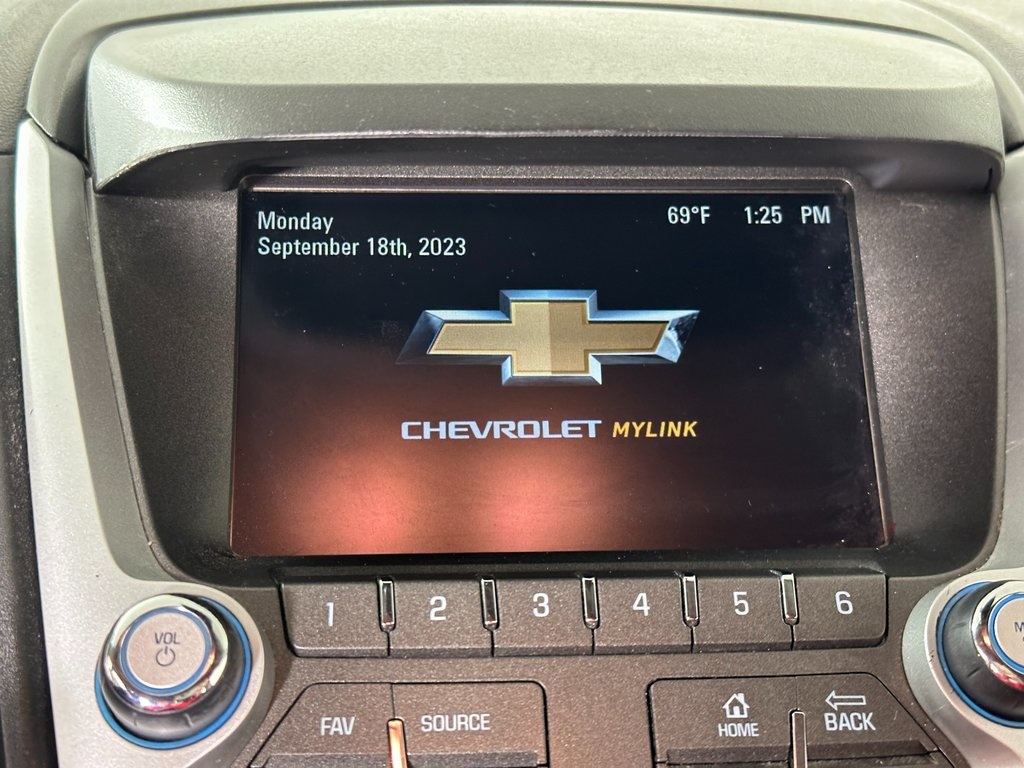 Monday
69°F 1:25 PM
September 18th, 2023
CHEVROLET MYLINK
1 2 3 4 5 6
VOL
FAV SOURCE HOME BACK